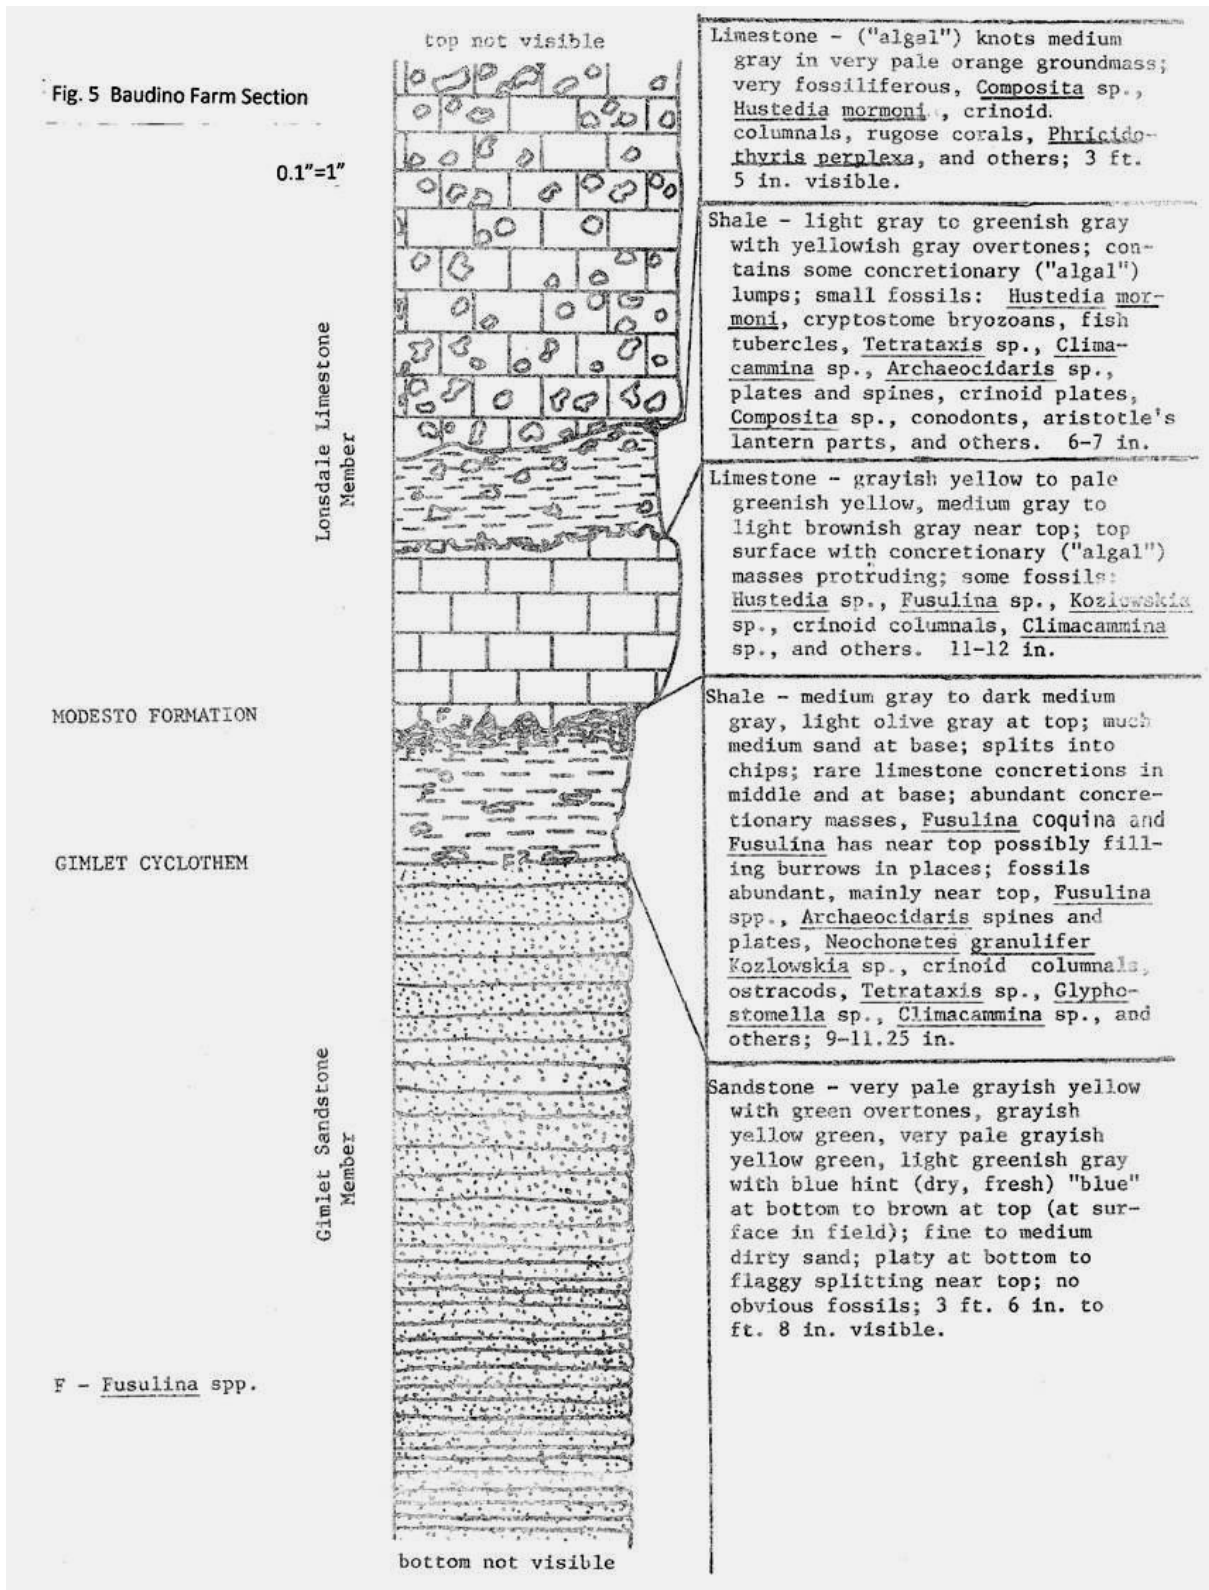 top not visible
Fig. 5 Baudino Farm Section
0.1"=1"
Lonsdale Limestone
Member
MODESTO FORMATION
GIMLET CYCLOTHEM
Gimlet Sandstone
Member
F - Fusulina spp.
F
F
F?
bottom not visible
Limestone - ("algal") knots medium
gray in very pale orange groundmass;
very fossiliferous, Composita sp.,
Hustedia mormoni, crinoid.
columnals, rugose corals, Phricido-
thyris perplexa, and others; 3 ft.
5 in. visible.
Shale - light gray to greenish gray
with yellowish gray overtones; con-
tains some concretionary ("algal")
lumps; small fossils: Hustedia mor-
moni, cryptostome bryozoans, fish
tubercles, Tetrataxis sp., Clima-
cammina sp., Archaeocidaris sp.,
plates and spines, crinoid plates,
Composita sp., conodonts, aristotle's
lantern parts, and others. 6-7 in.
Limestone - grayish yellow to pale
greenish yellow, medium gray to
light brownish gray near top; top
surface with concretionary ("algal")
masses protruding; some fossils:
Hustedia sp., Fusulina sp., Kozlowskia
sp., crinoid columnals, Climacammina
sp., and others. 11-12 in.
Shale - medium gray to dark medium
gray, light olive gray at top; much
medium sand at base; splits into
chips; rare limestone concretions in
middle and at base; abundant concre-
tionary masses, Fusulina coquina and
Fusulina has near top possibly fill-
ing burrows in places; fossils
abundant, mainly near top, Fusulina
spp., Archaeocidaris spines and
plates, Neochonetes granulifer
Kozlowskia sp., crinoid columnals,
ostracods, Tetrataxis sp., Glypho-
stomella sp., Climacammina sp., and
others; 9-11.25 in.
Sandstone - very pale grayish yellow
with green overtones, grayish
yellow green, very pale grayish
yellow green, light greenish gray
with blue hint (dry, fresh) "blue"
at bottom to brown at top (at sur-
face in field); fine to medium
dirty sand; platy at bottom to
flaggy splitting near top; no
obvious fossils; 3 ft. 6 in. to
ft. 8 in. visible.